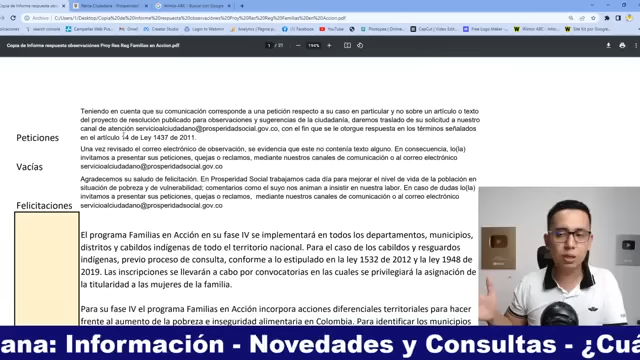 Copia de Informe respuesta observaciones Proy Res Reg Familias en Accion.pdf
1 / 21
194%
Teniendo en cuenta que su comunicación corresponde a una petición respecto a su caso en particular y no sobre un artículo o texto
del proyecto de resolución publicado para observaciones y sugerencias de la ciudadanía, daremos traslado de su solicitud a nuestro
canal de atención servicioalciudadano@prosperidadsocial.gov.co, con el fin que se le otorgue respuesta en los términos señalados
Peticiones
en el artículo 14 de Ley 1437 de 2011.
Una vez revisado el correo electrónico de observación, se evidencia que este no contenía texto alguno. En consecuencia, lo(la)
invitamos a presentar sus peticiones, quejas o reclamos, mediante nuestros canales de comunicación o al correo electrónico
Vacías
servicioalciudadano@prosperidadsocial.gov.co
Agradecemos su saludo de felicitación. En Prosperidad Social trabajamos cada día para mejorar el nivel de vida de la población en
situación de pobreza y de vulnerabilidad; comentarios como el suyo nos animan a insistir en nuestra labor. En caso de dudas lo(la)
invitamos a presentar sus peticiones, quejas o reclamos, mediante nuestros canales de comunicación o al correo electrónico
Felicitaciones
servicioalciudadano@prosperidadsocial.gov.co
El programa Familias en Acción en su fase IV se implementará en todos los departamentos, municipios,
distritos y cabildos indígenas de todo el territorio nacional. Para el caso de los cabildos y resguardos
indígenas, previo proceso de consulta, conforme a lo estipulado en la ley 1532 de 2012 y la ley 1948 de
2019. Las inscripciones se llevarán a cabo por convocatorias en las cuales se privilegiará la asignación de
la titularidad a las mujeres de la familia.
Para su fase IV el programa Familias en Acción incorpora acciones diferenciales territoriales para hacer
frente al aumento de la pobreza e inseguridad alimentaria en Colombia. Para identificar los municipios
ana: Información - Novedades y Consultas - ¿Cuá